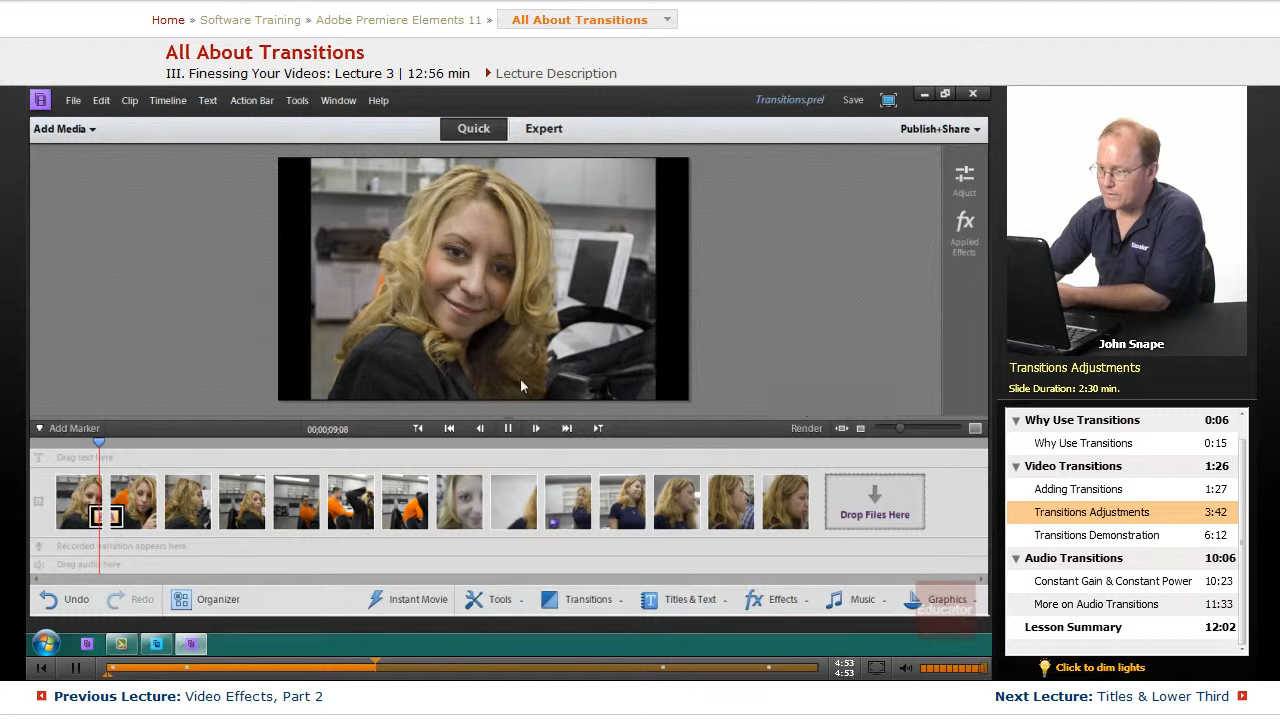 Home » Software Training » Adobe Premiere Elements 11 » All About Transitions
All About Transitions
III. Finessing Your Videos: Lecture 3 | 12:56 min Lecture Description
File Edit Clip Timeline Text Action Bar Tools Window Help Transitions.prel Save
Add Media Quick Expert Publish+Share
Adjust
fx
Applied
Effects
Add Marker 00;00;09;08 Render
Drag text here
Drop Files Here
Recorded narration appears here
Drag audio here
Undo Redo Organizer Instant Movie Tools Transitions Titles & Text fx Effects Music Graphics
Educator
4:53
4:53
Educator
John Snape
Transitions Adjustments
Slide Duration: 2:30 min.
Why Use Transitions 0:06
Why Use Transitions 0:15
Video Transitions 1:26
Adding Transitions 1:27
Transitions Adjustments 3:42
Transitions Demonstration 6:12
Audio Transitions 10:06
Constant Gain & Constant Power 10:23
More on Audio Transitions 11:33
Lesson Summary 12:02
Click to dim lights
Previous Lecture: Video Effects, Part 2
Next Lecture: Titles & Lower Third